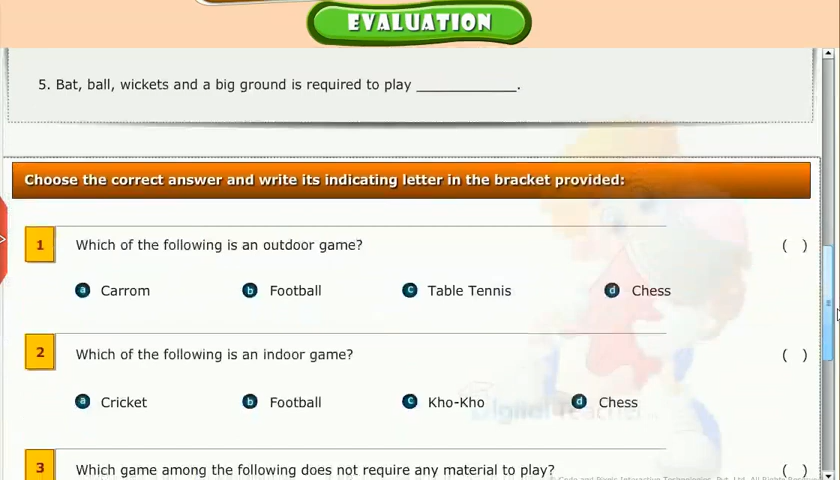 EVALUATION
5. Bat, ball, wickets and a big ground is required to play ____________.
Choose the correct answer and write its indicating letter in the bracket provided:
1 Which of the following is an outdoor game? ( )
a Carrom b Football c Table Tennis d Chess
2 Which of the following is an indoor game? ( )
a Cricket b Football c Kho-Kho d Chess
Digital Teacher
3 Which game among the following does not require any material to play? ( )